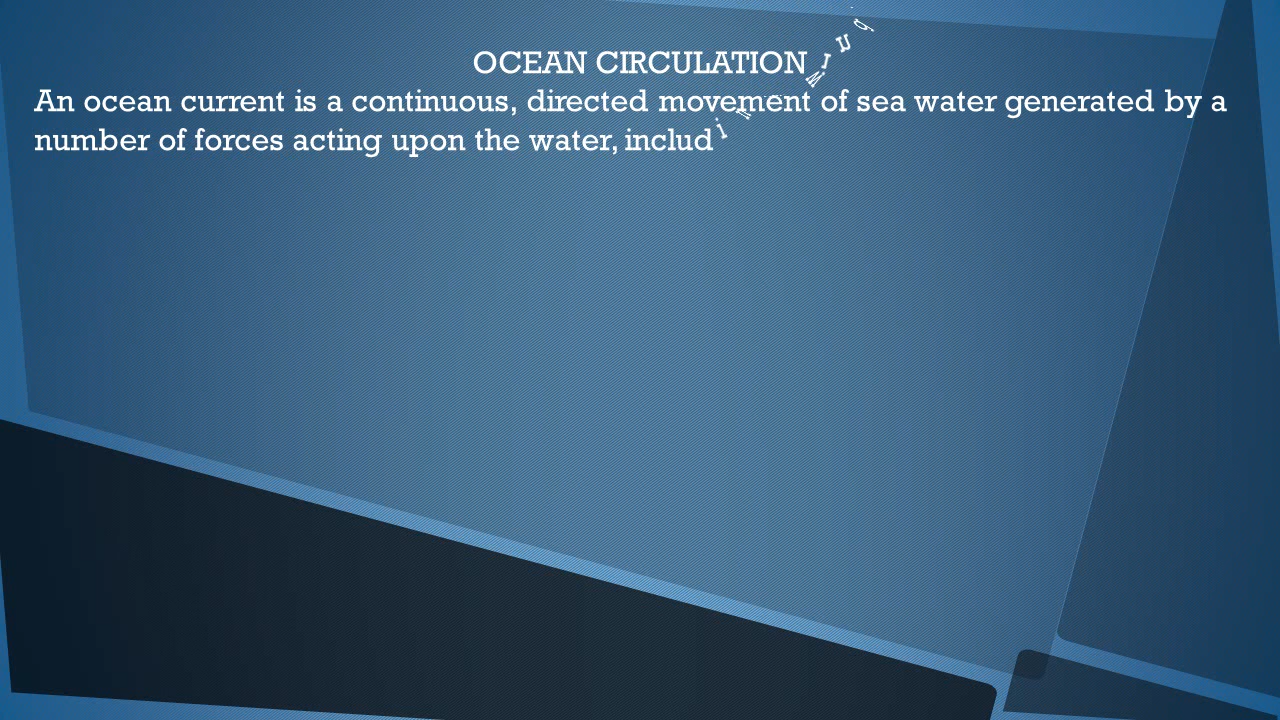 OCEAN CIRCULATION
An ocean current is a continuous, directed movement of sea water generated by a
number of forces acting upon the water, includ